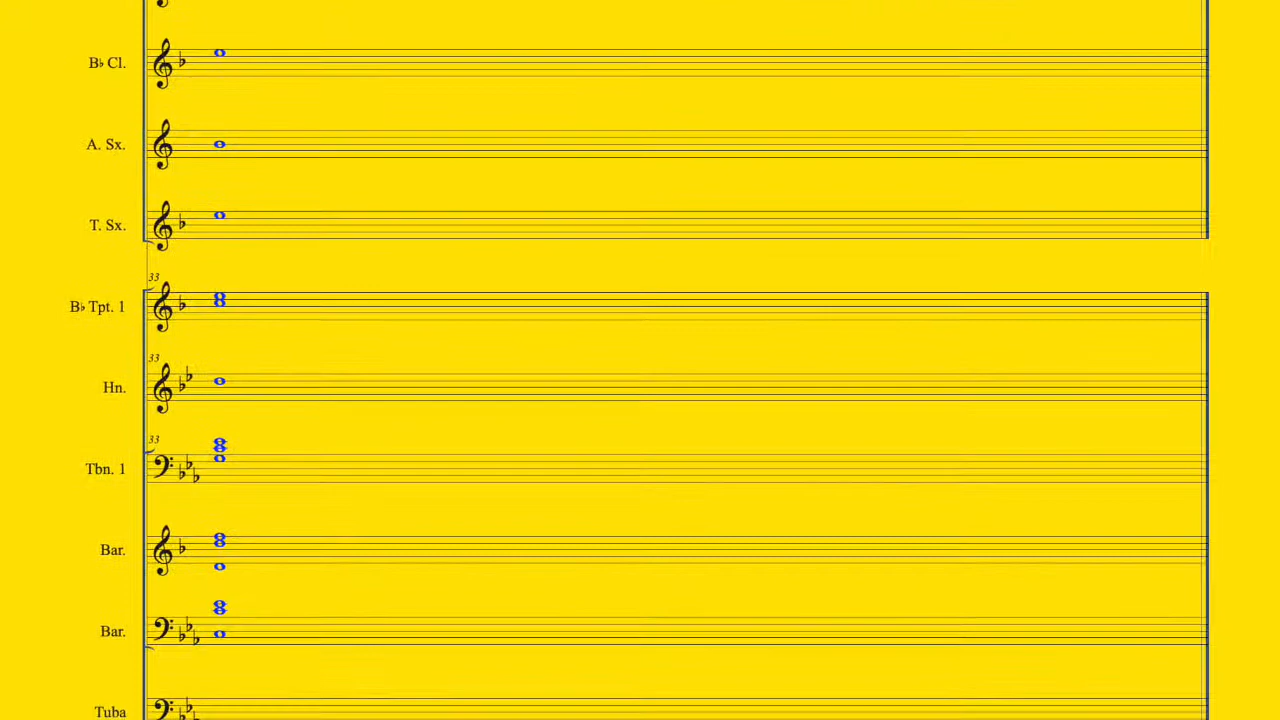 B♭ Cl.
A. Sx.
T. Sx.
33
B♭ Tpt. 1
33
Hn.
33
Tbn. 1
Bar.
Bar.
Tuba